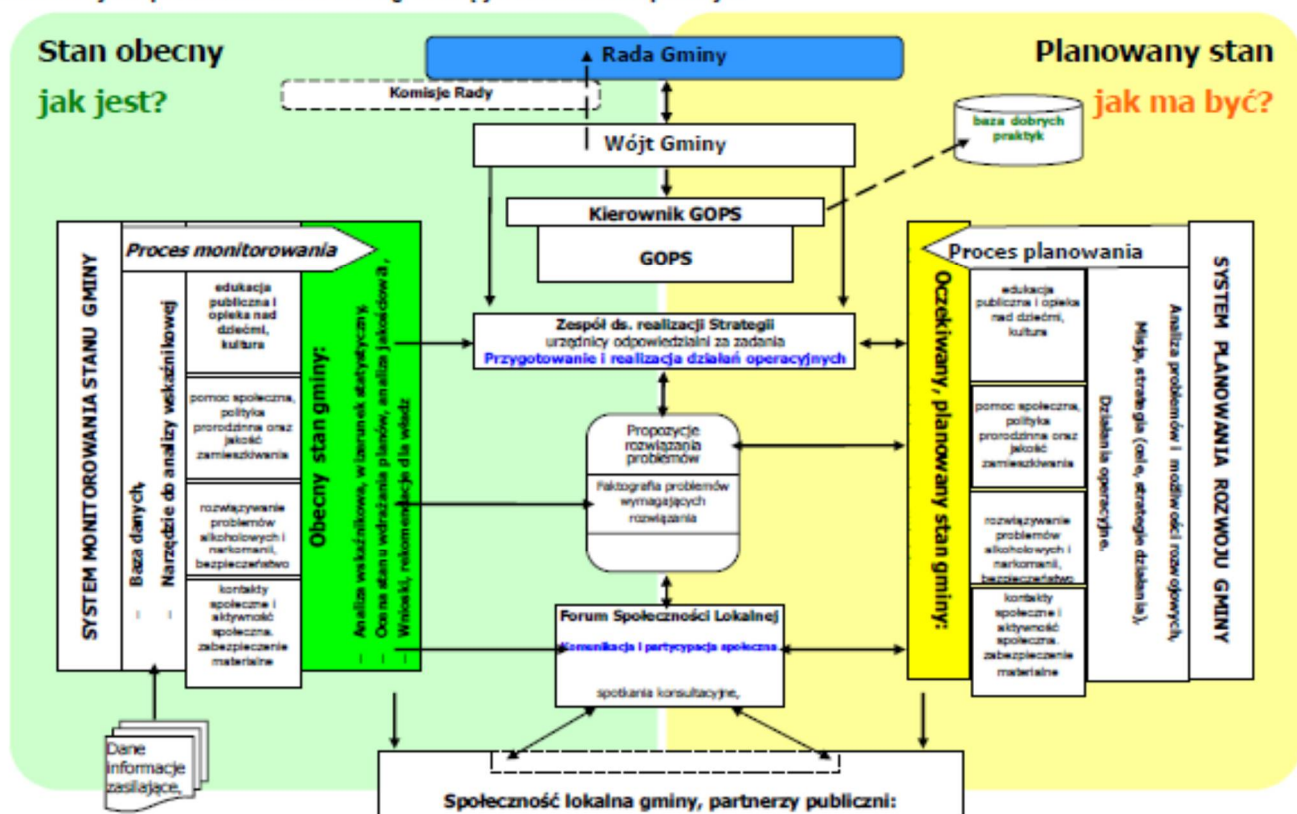 Stan obecny
jak jest?
Planowany stan
jak ma być?
Rada Gminy
Komisje Rady
baza dobrych
praktyk
Wójt Gminy
Kierownik GOPS
GOPS
SYSTEM MONITOROWANIA STANU GMINY
Proces monitorowania
– Baza danych,
– Narzędzie do analizy wskaźnikowej
edukacja
publiczna i
opieka nad
dziećmi,
kultura
pomoc społeczna,
polityka
prorodzinna oraz
jakość
zamieszkiwania
rozwiązywanie
problemów
alkoholowych i
narkomanii,
bezpieczeństwo
kontakty
społeczne i
aktywność
społeczna.
zabezpieczenie
materialne
Obecny stan gminy:
– Analiza wskaźnikowa, wizerunek statystyczny,
– Ocena stanu wdrażania planów, analiza jakościowa,
– Wnioski, rekomendacje dla władz
Zespół ds. realizacji Strategii
urzędnicy odpowiedzialni za zadania
Przygotowanie i realizacja działań operacyjnych
Propozycje
rozwiązania
problemów
Faktografia problemów
wymagających
rozwiązania
Forum Społeczności Lokalnej
Komunikacja i partycypacja społeczna
spotkania konsultacyjne,
Proces planowania
Oczekiwany, planowany stan gminy:
edukacja
publiczna i opieka
nad dziećmi,
kultura
pomoc społeczna,
polityka
prorodzinna oraz
jakość
zamieszkiwania
rozwiązywanie
problemów
alkoholowych i
narkomanii,
bezpieczeństwo
kontakty
społeczne i
aktywność
społeczna.
zabezpieczenie
materialne
Analiza problemów i możliwości rozwojowych,
Misja, strategia (cele, strategie działania),
Działania operacyjne.
SYSTEM PLANOWANIA ROZWOJU GMINY
Dane
informacje
zasilające,
Społeczność lokalna gminy, partnerzy publiczni: